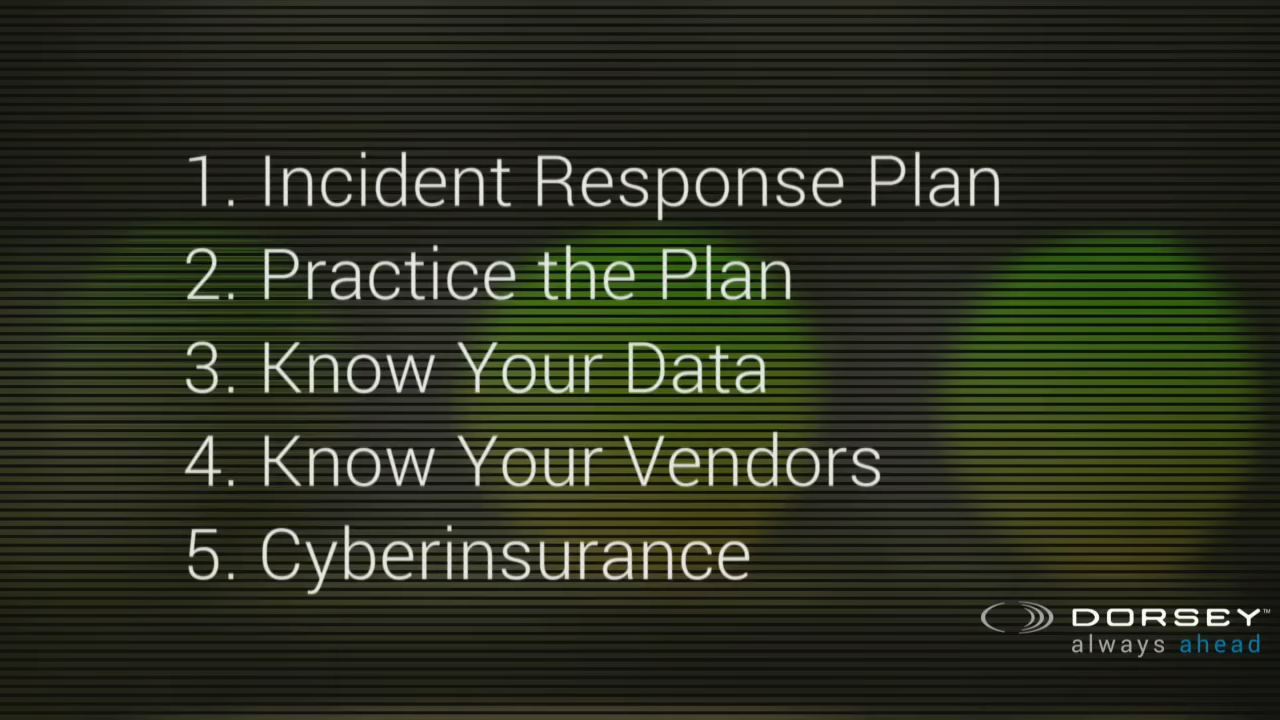 1. Incident Response Plan
2. Practice the Plan
3. Know Your Data
4. Know Your Vendors
5. Cyberinsurance
DORSEY™
always ahead